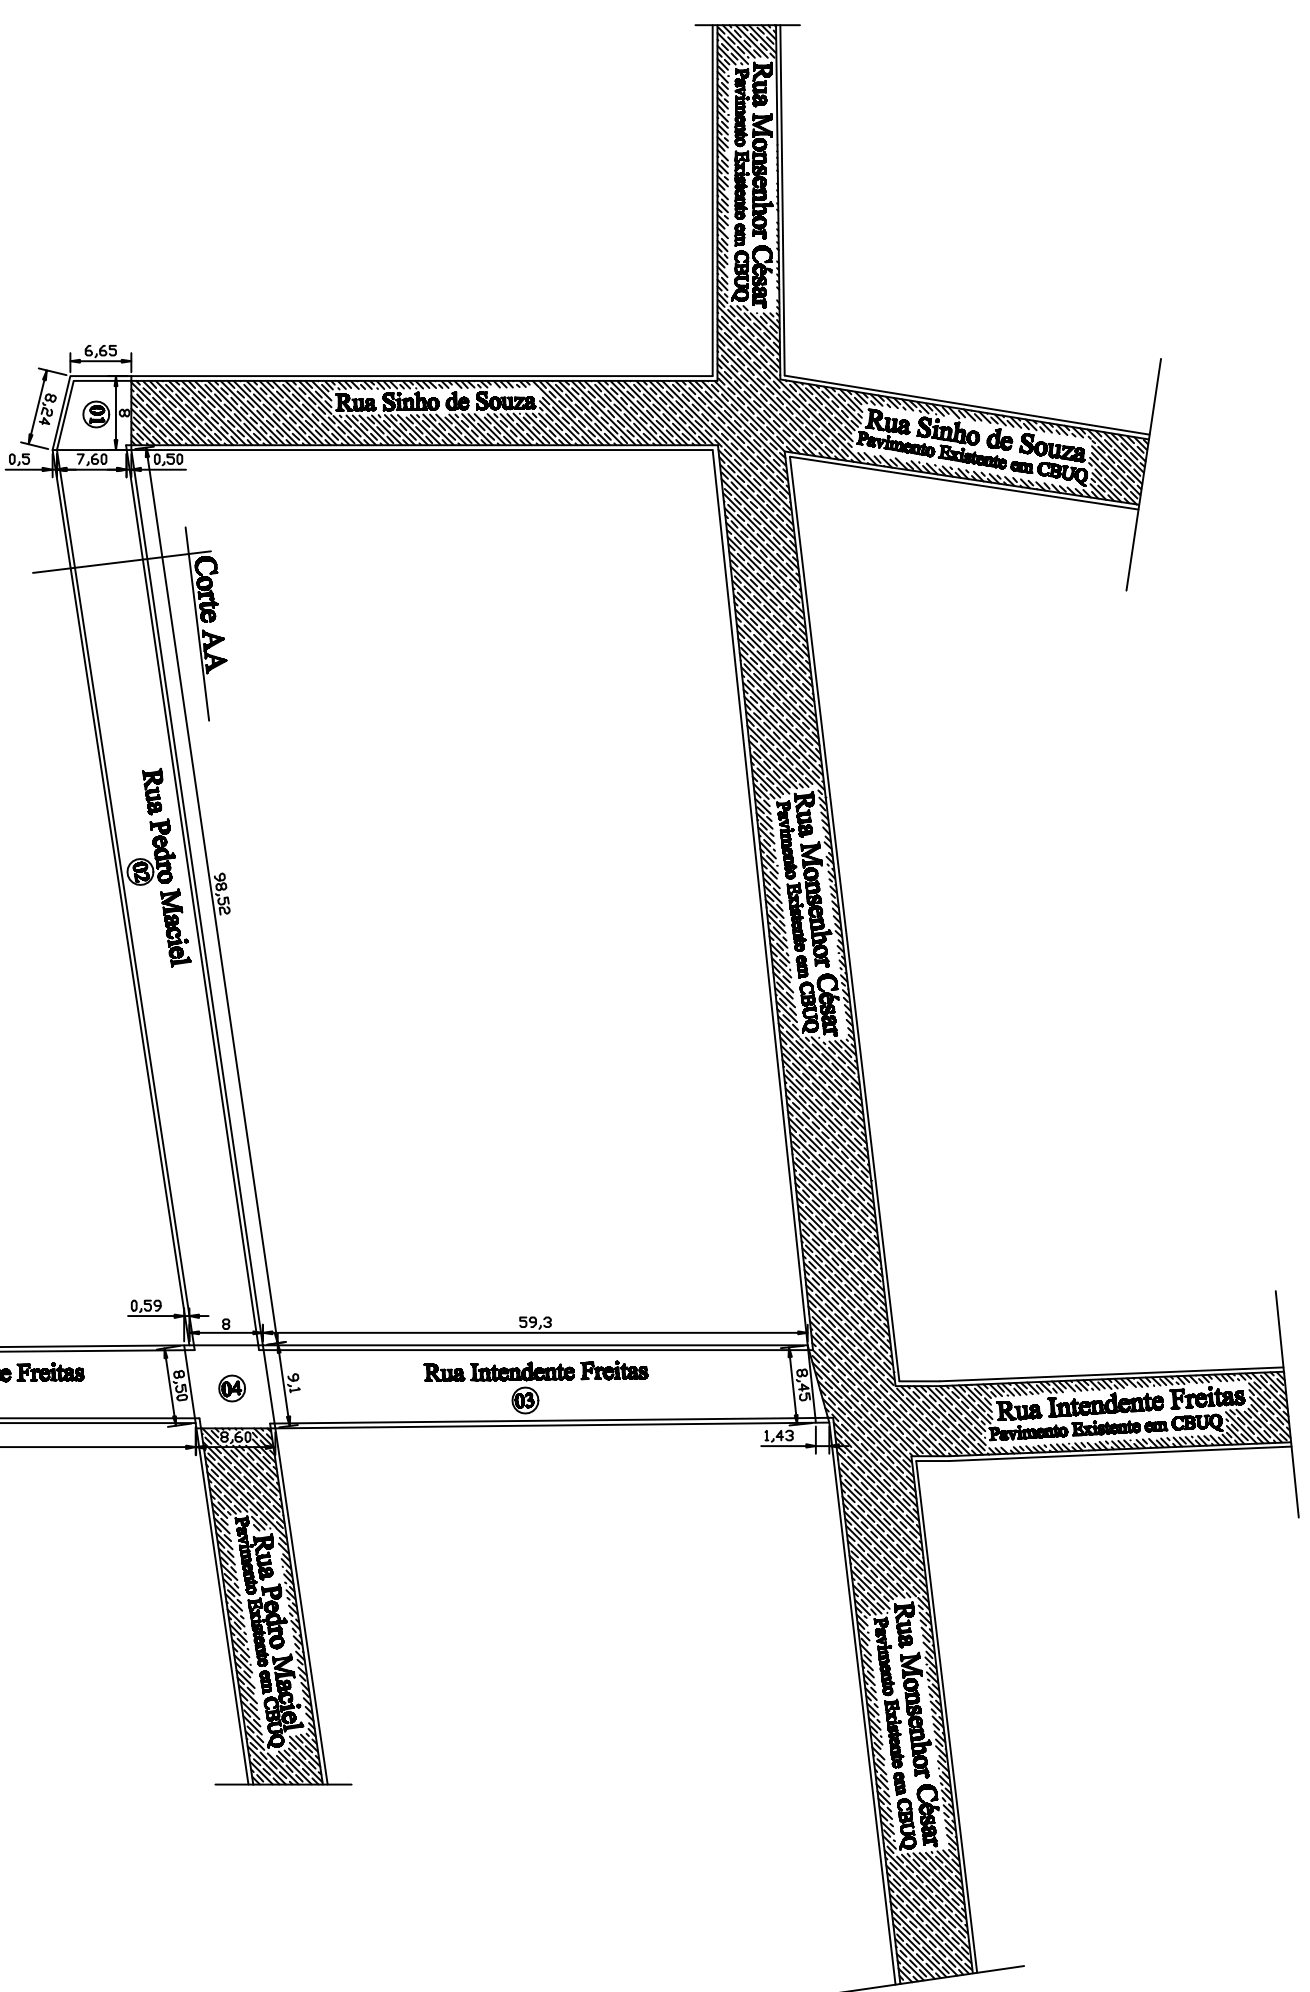 Rua Monsenhor César
Pavimento Existente em CBUQ
6,65
8,24
01
8
Rua Sinho de Souza
Rua Sinho de Souza
Pavimento Existente em CBUQ
0,5
7,60
0,50
Corte AA
Rua Pedro Maciel
02
98,52
Rua Monsenhor César
Pavimento Existente em CBUQ
0,59
8
59,3
e Freitas
8,50
04
9,1
Rua Intendente Freitas
03
8,45
Rua Intendente Freitas
Pavimento Existente em CBUQ
8,60
1,43
Rua Pedro Maciel
Pavimento Existente em CBUQ
Rua Monsenhor César
Pavimento Existente em CBUQ